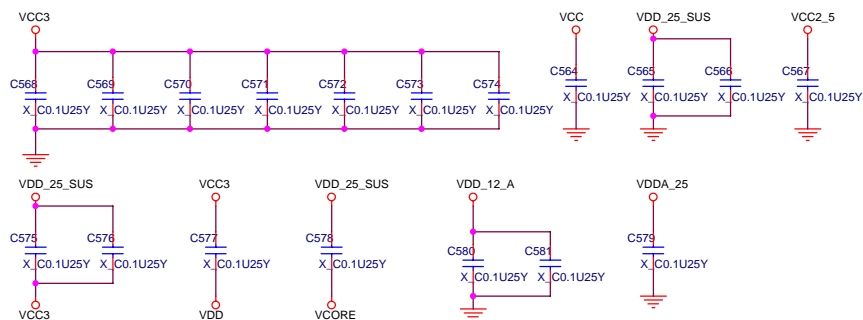 VCC3 VCC VDD_25_SUS VCC2_5
C568 C569 C570 C571 C572 C573 C574 C564 C565 C566 C567
X_C0.1U25Y X_C0.1U25Y X_C0.1U25Y X_C0.1U25Y X_C0.1U25Y X_C0.1U25Y X_C0.1U25Y X_C0.1U25Y X_C0.1U25Y X_C0.1U25Y X_C0.1U25Y
VDD_25_SUS VCC3 VDD_25_SUS VDD_12_A VDDA_25
C575 C576 C577 C578 C580 C581 C579
X_C0.1U25Y X_C0.1U25Y X_C0.1U25Y X_C0.1U25Y X_C0.1U25Y X_C0.1U25Y X_C0.1U25Y
VCC3 VDD VCORE